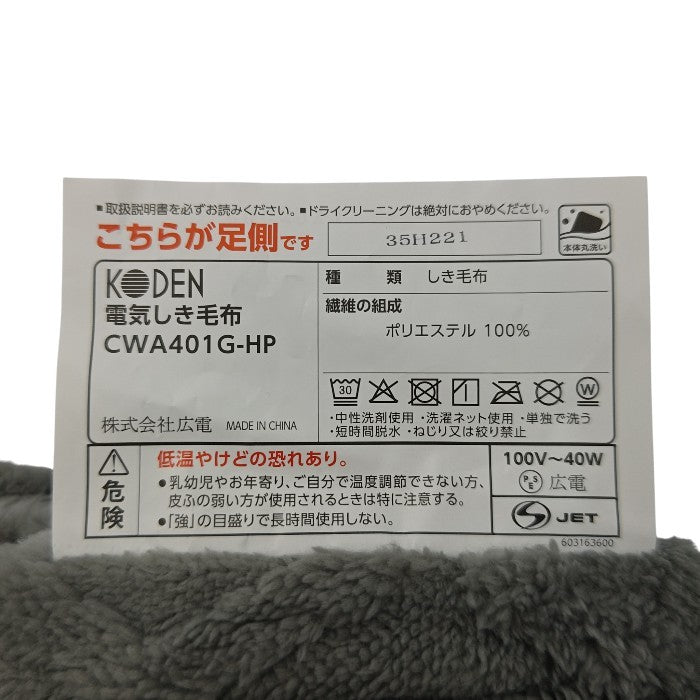 ■取扱説明書を必ずお読みください。■ドライクリーニングは絶対におやめください。
こちらが足側です
35H221
本体丸洗い
KODEN
電気しき毛布
CWA401G-HP
株式会社広電 MADE IN CHINA
種 類 しき毛布
繊維の組成
ポリエステル 100%
30
W
・中性洗剤使用・洗濯ネット使用・単独で洗う
・短時間脱水・ねじり又は絞り禁止
危険
低温やけどの恐れあり。
●乳幼児やお年寄り、ご自分で温度調節できない方、
皮ふの弱い方が使用されるときは特に注意する。
●「強」の目盛りで長時間使用しない。
100V～40W
PSE 広電
JET
603163600